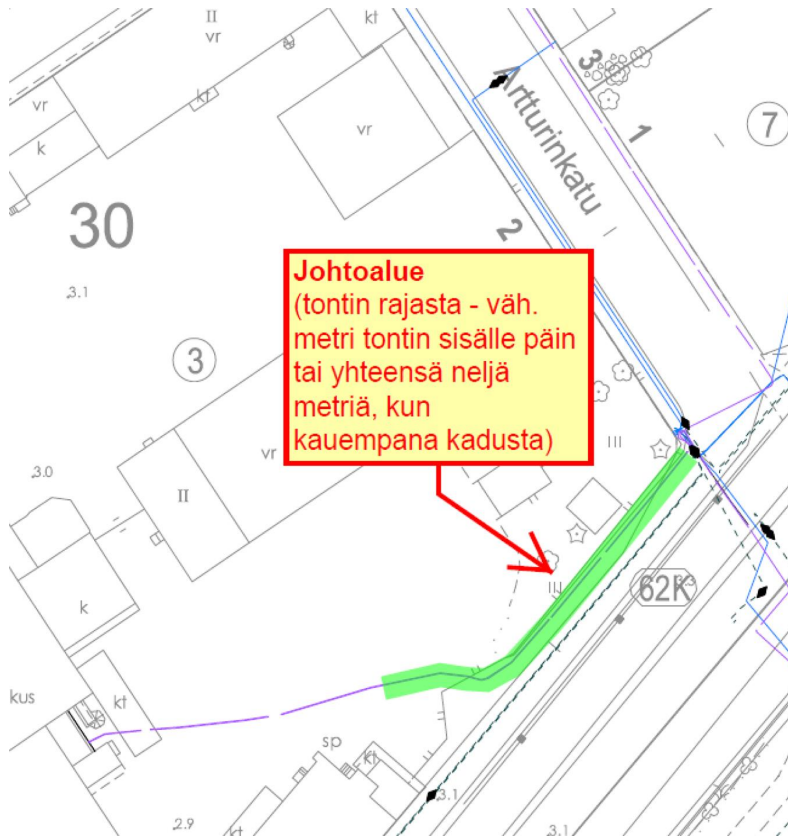 II
vr
kt
vr
kt
k
vr
3
Artturinkatu
1
7
30
2
3.1
3
Johtoalue
(tontin rajasta - väh.
metri tontin sisälle päin
tai yhteensä neljä
metriä, kun
kauempana kadusta)
III
vr
3.0
II
III
62K
k
kus
kt
sp
kt
3.1
2.9
kt
3.1